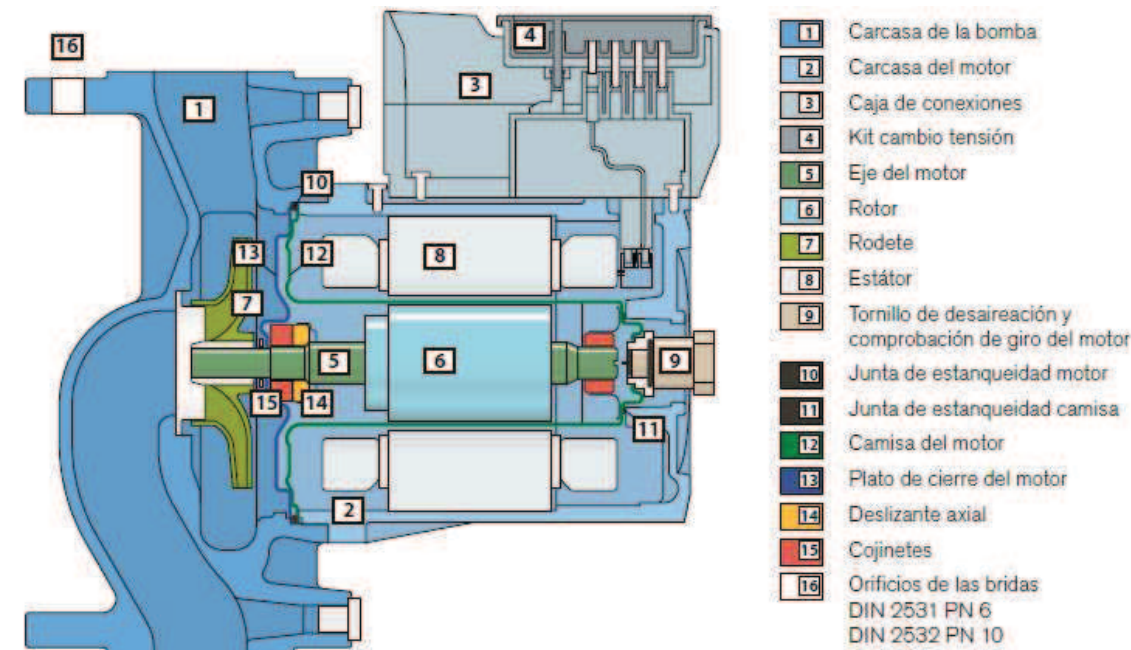 16
4
3
1
10
13
12
8
7
5
6
9
15
14
11
2
1 Carcasa de la bomba
2 Carcasa del motor
3 Caja de conexiones
4 Kit cambio tensión
5 Eje del motor
6 Rotor
7 Rodete
8 Estátor
9 Tornillo de desaireación y
comprobación de giro del motor
10 Junta de estanqueidad motor
11 Junta de estanqueidad camisa
12 Camisa del motor
13 Plato de cierre del motor
14 Deslizante axial
15 Cojinetes
16 Orificios de las bridas
DIN 2531 PN 6
DIN 2532 PN 10